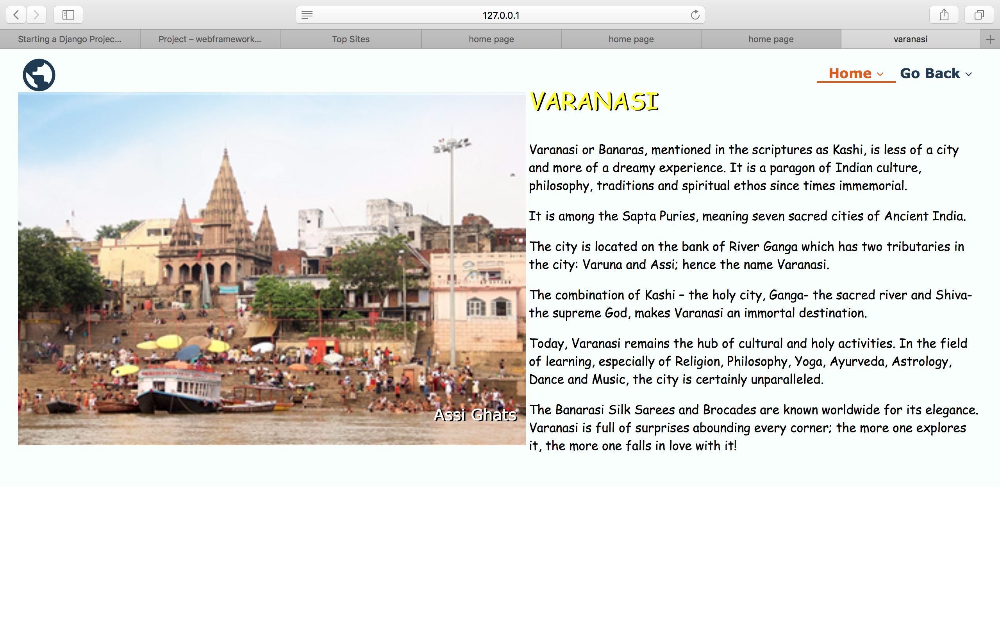 127.0.0.1
Starting a Django Projec...
Project – webframework...
Top Sites
home page
home page
home page
varanasi
Home
Go Back
VARANASI
Varanasi or Banaras, mentioned in the scriptures as Kashi, is less of a city
and more of a dreamy experience. It is a paragon of Indian culture,
philosophy, traditions and spiritual ethos since times immemorial.
It is among the Sapta Puries, meaning seven sacred cities of Ancient India.
The city is located on the bank of River Ganga which has two tributaries in
the city: Varuna and Assi; hence the name Varanasi.
The combination of Kashi – the holy city, Ganga- the sacred river and Shiva-
the supreme God, makes Varanasi an immortal destination.
Today, Varanasi remains the hub of cultural and holy activities. In the field
of learning, especially of Religion, Philosophy, Yoga, Ayurveda, Astrology,
Dance and Music, the city is certainly unparalleled.
The Banarasi Silk Sarees and Brocades are known worldwide for its elegance.
Varanasi is full of surprises abounding every corner; the more one explores
it, the more one falls in love with it!
Assi Ghats